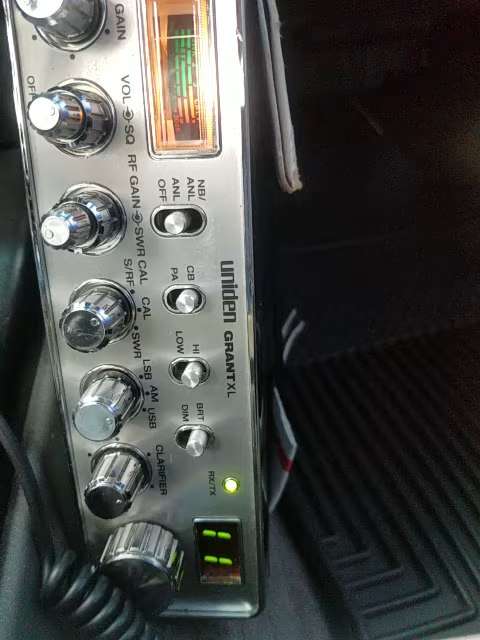 GAIN
OFF
VOL SQ
RF GAIN SWR CAL
S/RF CAL SWR
LSB AM USB
CLARIFIER
NB/
ANL
ANL
OFF
CB
PA
HI
LOW
BRT
DIM
uniden GRANT XL
RX/TX
11